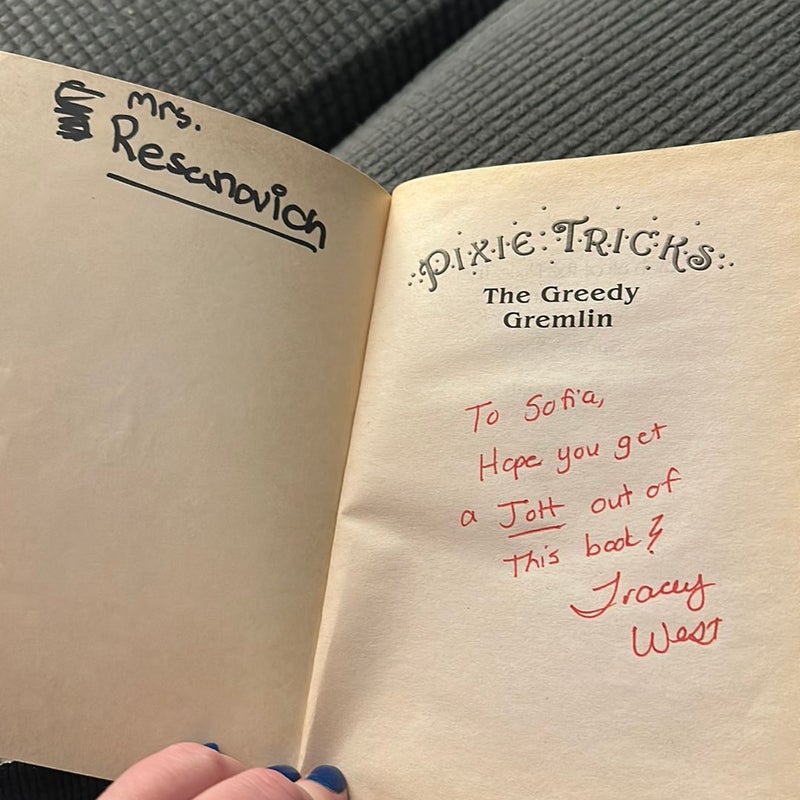 Mrs.
Resanovich
PIXIE TRICKS
The Greedy
Gremlin
To Sofia,
Hope you get
a Jolt out of
this book!
Tracey
West